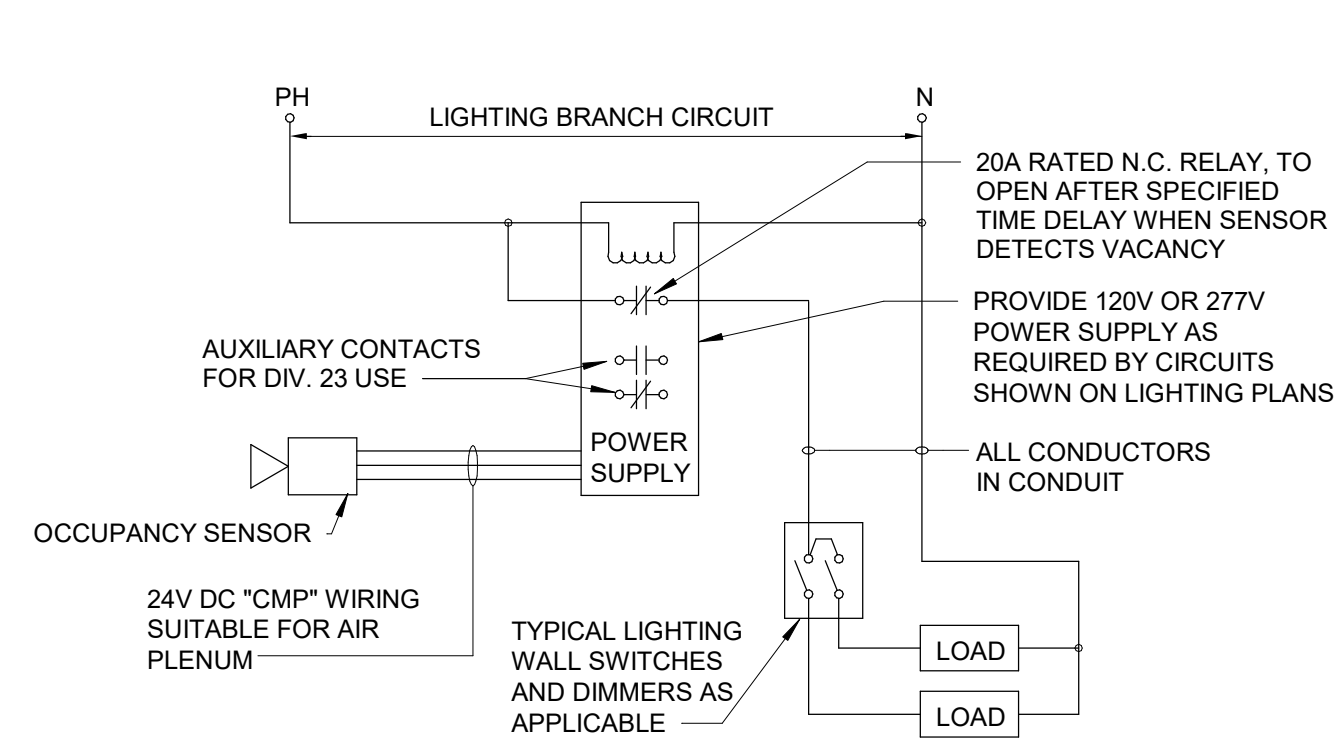 PH
N
LIGHTING BRANCH CIRCUIT
20A RATED N.C. RELAY, TO
OPEN AFTER SPECIFIED
TIME DELAY WHEN SENSOR
DETECTS VACANCY
PROVIDE 120V OR 277V
POWER SUPPLY AS
REQUIRED BY CIRCUITS
SHOWN ON LIGHTING PLANS
AUXILIARY CONTACTS
FOR DIV. 23 USE
POWER
SUPPLY
ALL CONDUCTORS
IN CONDUIT
OCCUPANCY SENSOR
24V DC "CMP" WIRING
SUITABLE FOR AIR
PLENUM
TYPICAL LIGHTING
WALL SWITCHES
AND DIMMERS AS
APPLICABLE
LOAD
LOAD